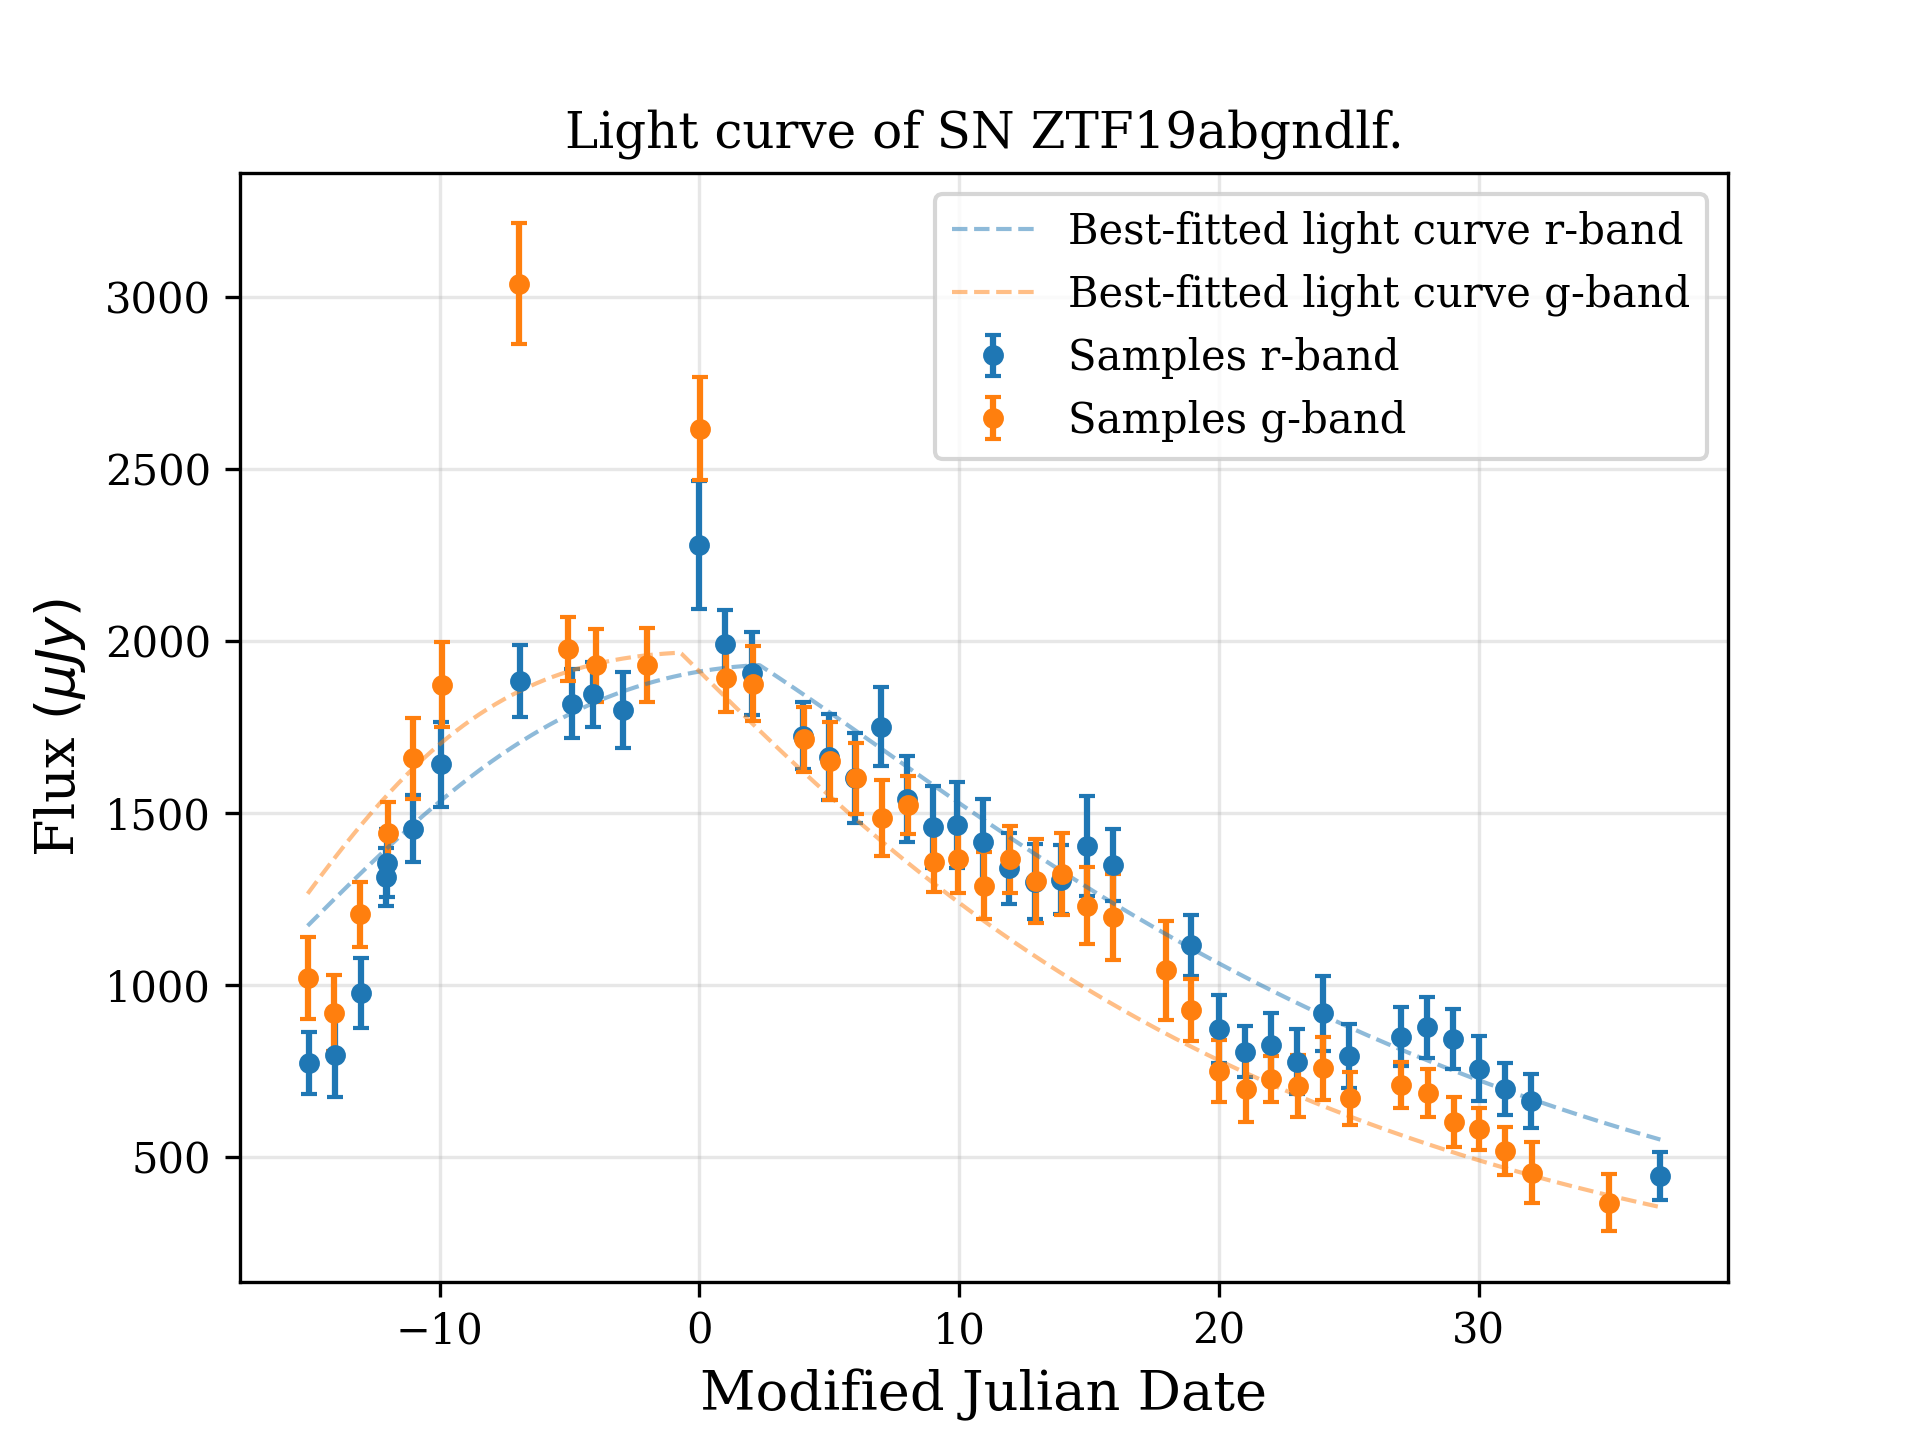 Light curve of SN ZTF19abgndlf.
Best-fitted light curve r-band
Best-fitted light curve g-band
Samples r-band
Samples g-band
Flux (μJy)
3000
2500
2000
1500
1000
500
−10 0 10 20 30
Modified Julian Date